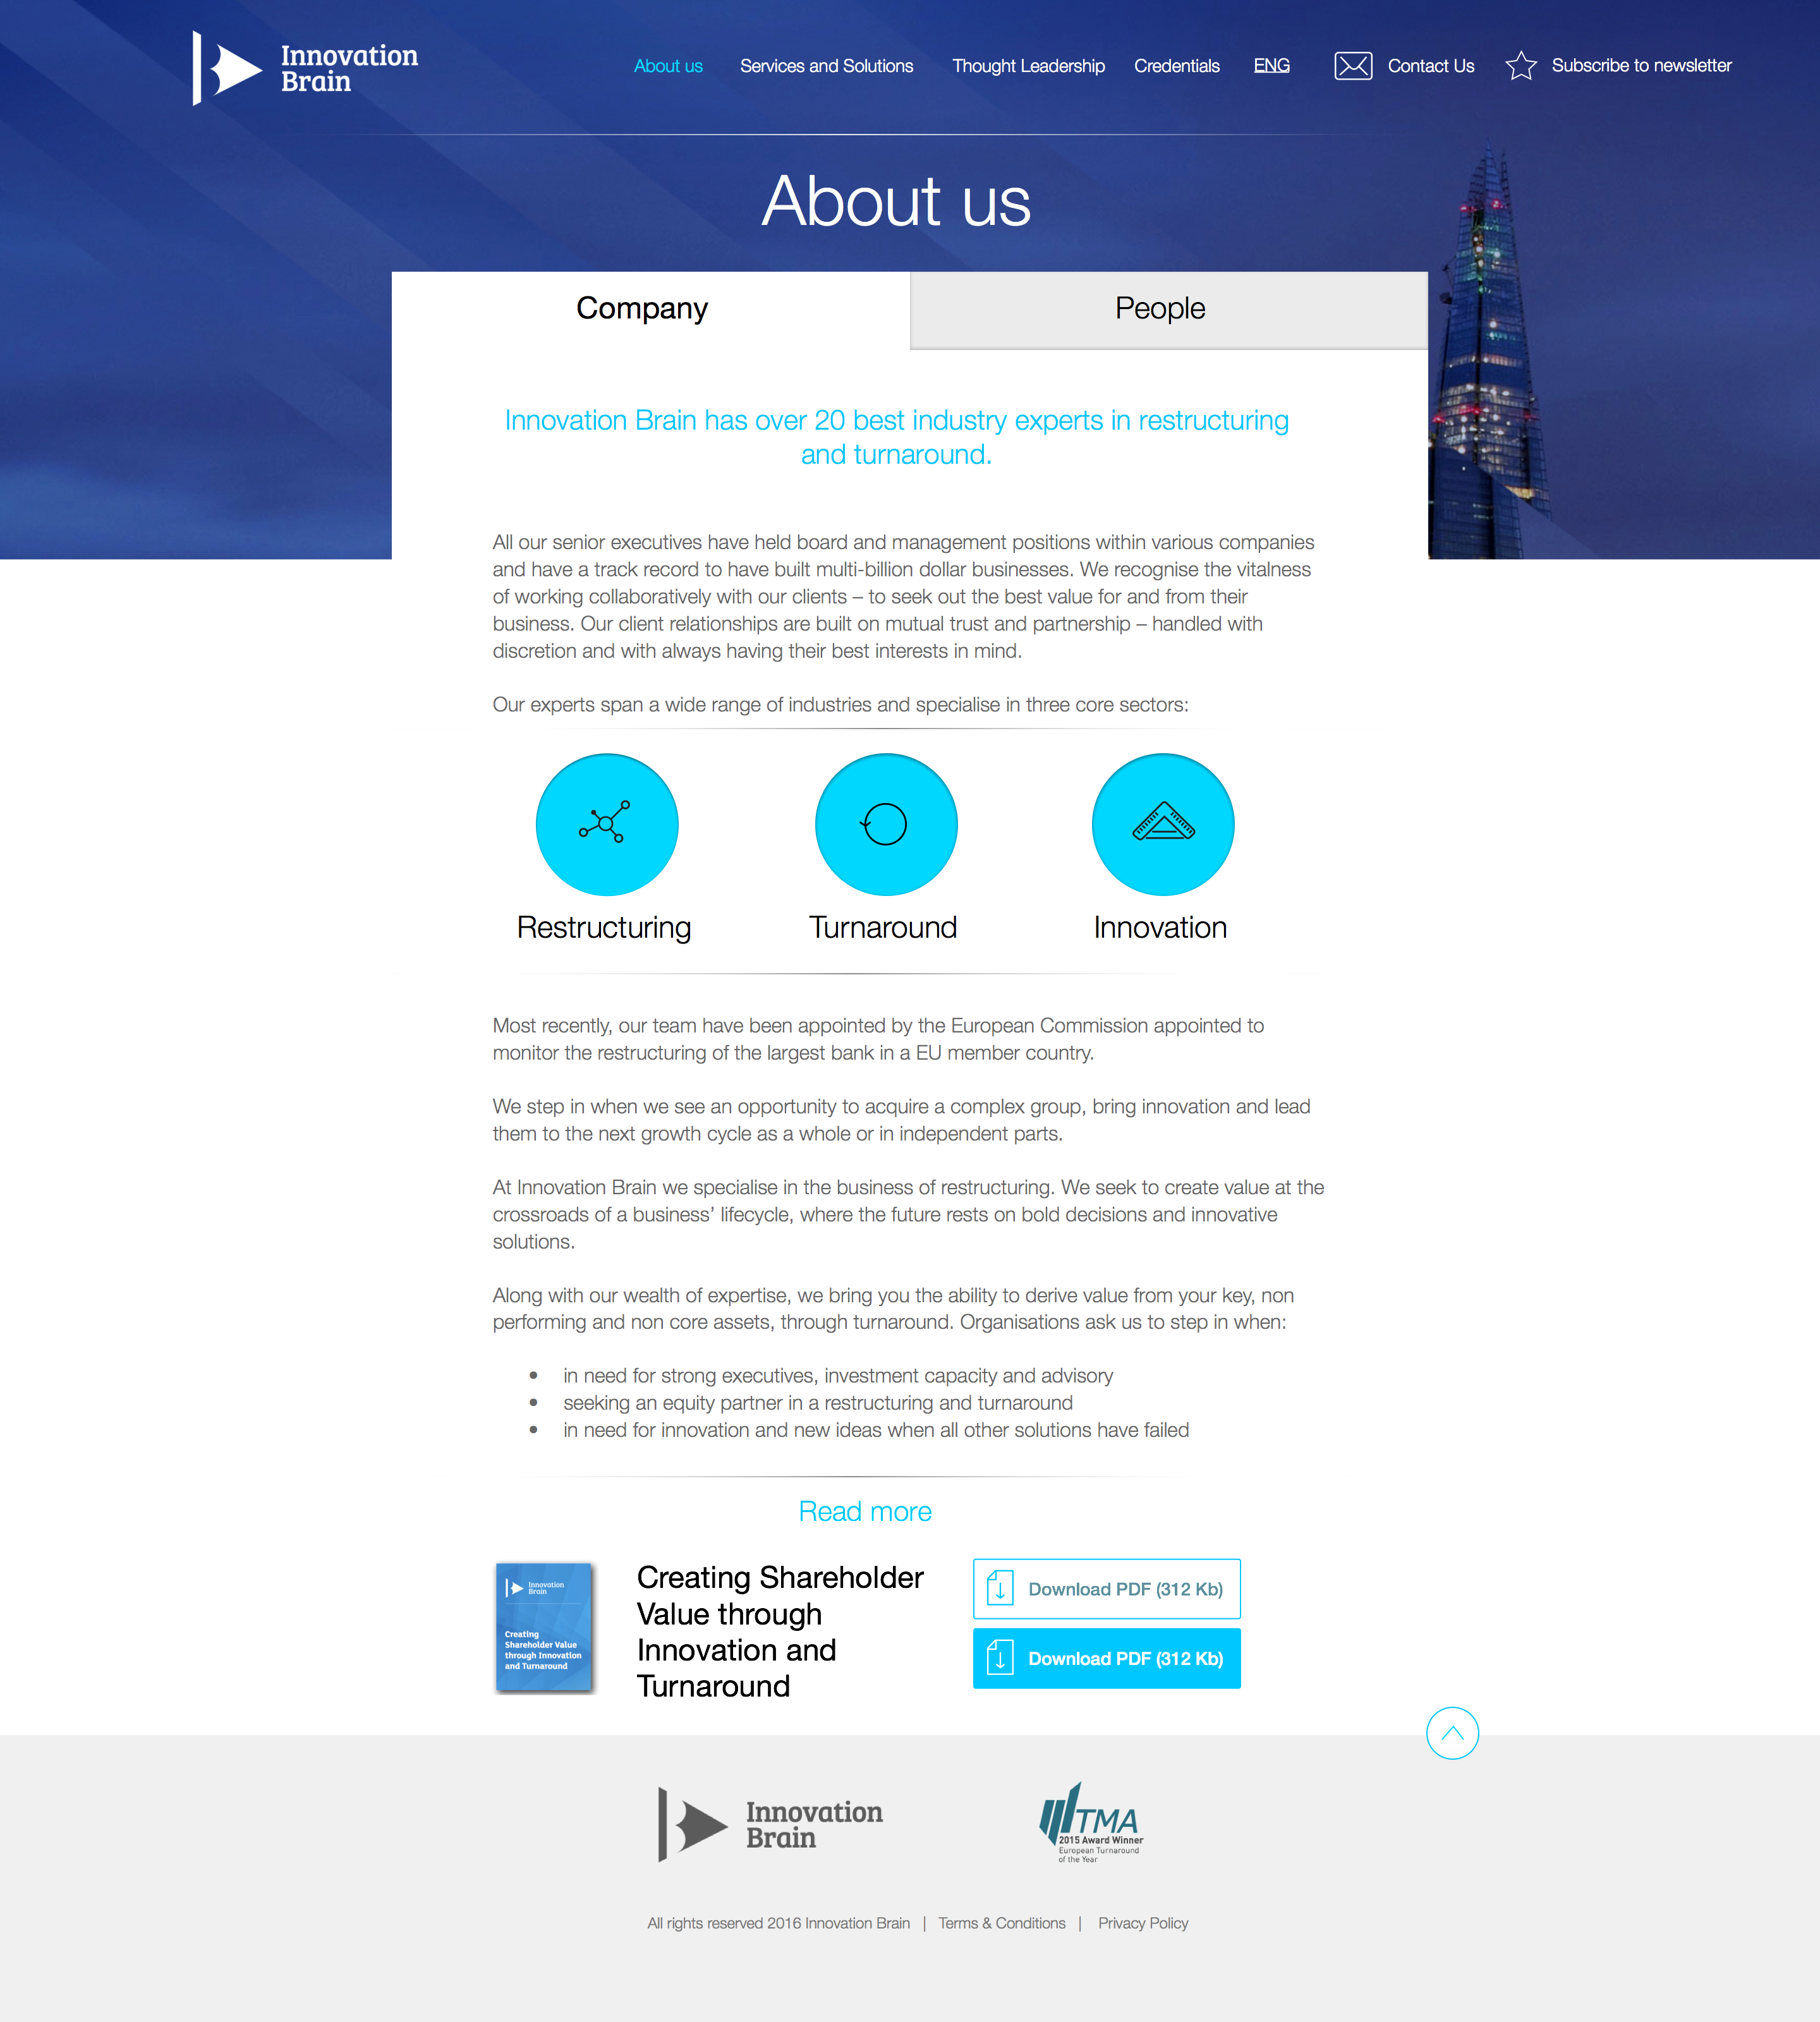 Innovation
Brain
About us
Services and Solutions
Thought Leadership
Credentials
ENG
Contact Us
Subscribe to newsletter
About us
Company
People
Innovation Brain has over 20 best industry experts in restructuring
and turnaround.
All our senior executives have held board and management positions within various companies
and have a track record to have built multi-billion dollar businesses. We recognise the vitalness
of working collaboratively with our clients – to seek out the best value for and from their
business. Our client relationships are built on mutual trust and partnership – handled with
discretion and with always having their best interests in mind.
Our experts span a wide range of industries and specialise in three core sectors:
Restructuring
Turnaround
Innovation
Most recently, our team have been appointed by the European Commission appointed to
monitor the restructuring of the largest bank in a EU member country.
We step in when we see an opportunity to acquire a complex group, bring innovation and lead
them to the next growth cycle as a whole or in independent parts.
At Innovation Brain we specialise in the business of restructuring. We seek to create value at the
crossroads of a business’ lifecycle, where the future rests on bold decisions and innovative
solutions.
Along with our wealth of expertise, we bring you the ability to derive value from your key, non
performing and non core assets, through turnaround. Organisations ask us to step in when:
• in need for strong executives, investment capacity and advisory
• seeking an equity partner in a restructuring and turnaround
• in need for innovation and new ideas when all other solutions have failed
Read more
Innovation
Brain
Creating
Shareholder Value
through Innovation
and Turnaround
Creating Shareholder
Value through
Innovation and
Turnaround
Download PDF (312 Kb)
Download PDF (312 Kb)
Innovation
Brain
TMA
2015 Award Winner
European Turnaround
of the Year
All rights reserved 2016 Innovation Brain | Terms & Conditions | Privacy Policy